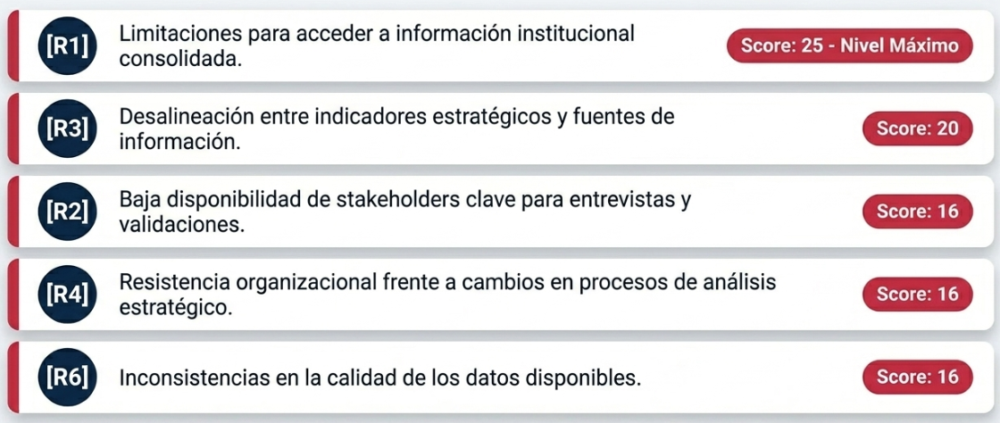 [R1]
Limitaciones para acceder a información institucional
consolidada.
Score: 25 - Nivel Máximo
[R3]
Desalineación entre indicadores estratégicos y fuentes de
información.
Score: 20
[R2]
Baja disponibilidad de stakeholders clave para entrevistas y
validaciones.
Score: 16
[R4]
Resistencia organizacional frente a cambios en procesos de análisis
estratégico.
Score: 16
[R6]
Inconsistencias en la calidad de los datos disponibles.
Score: 16